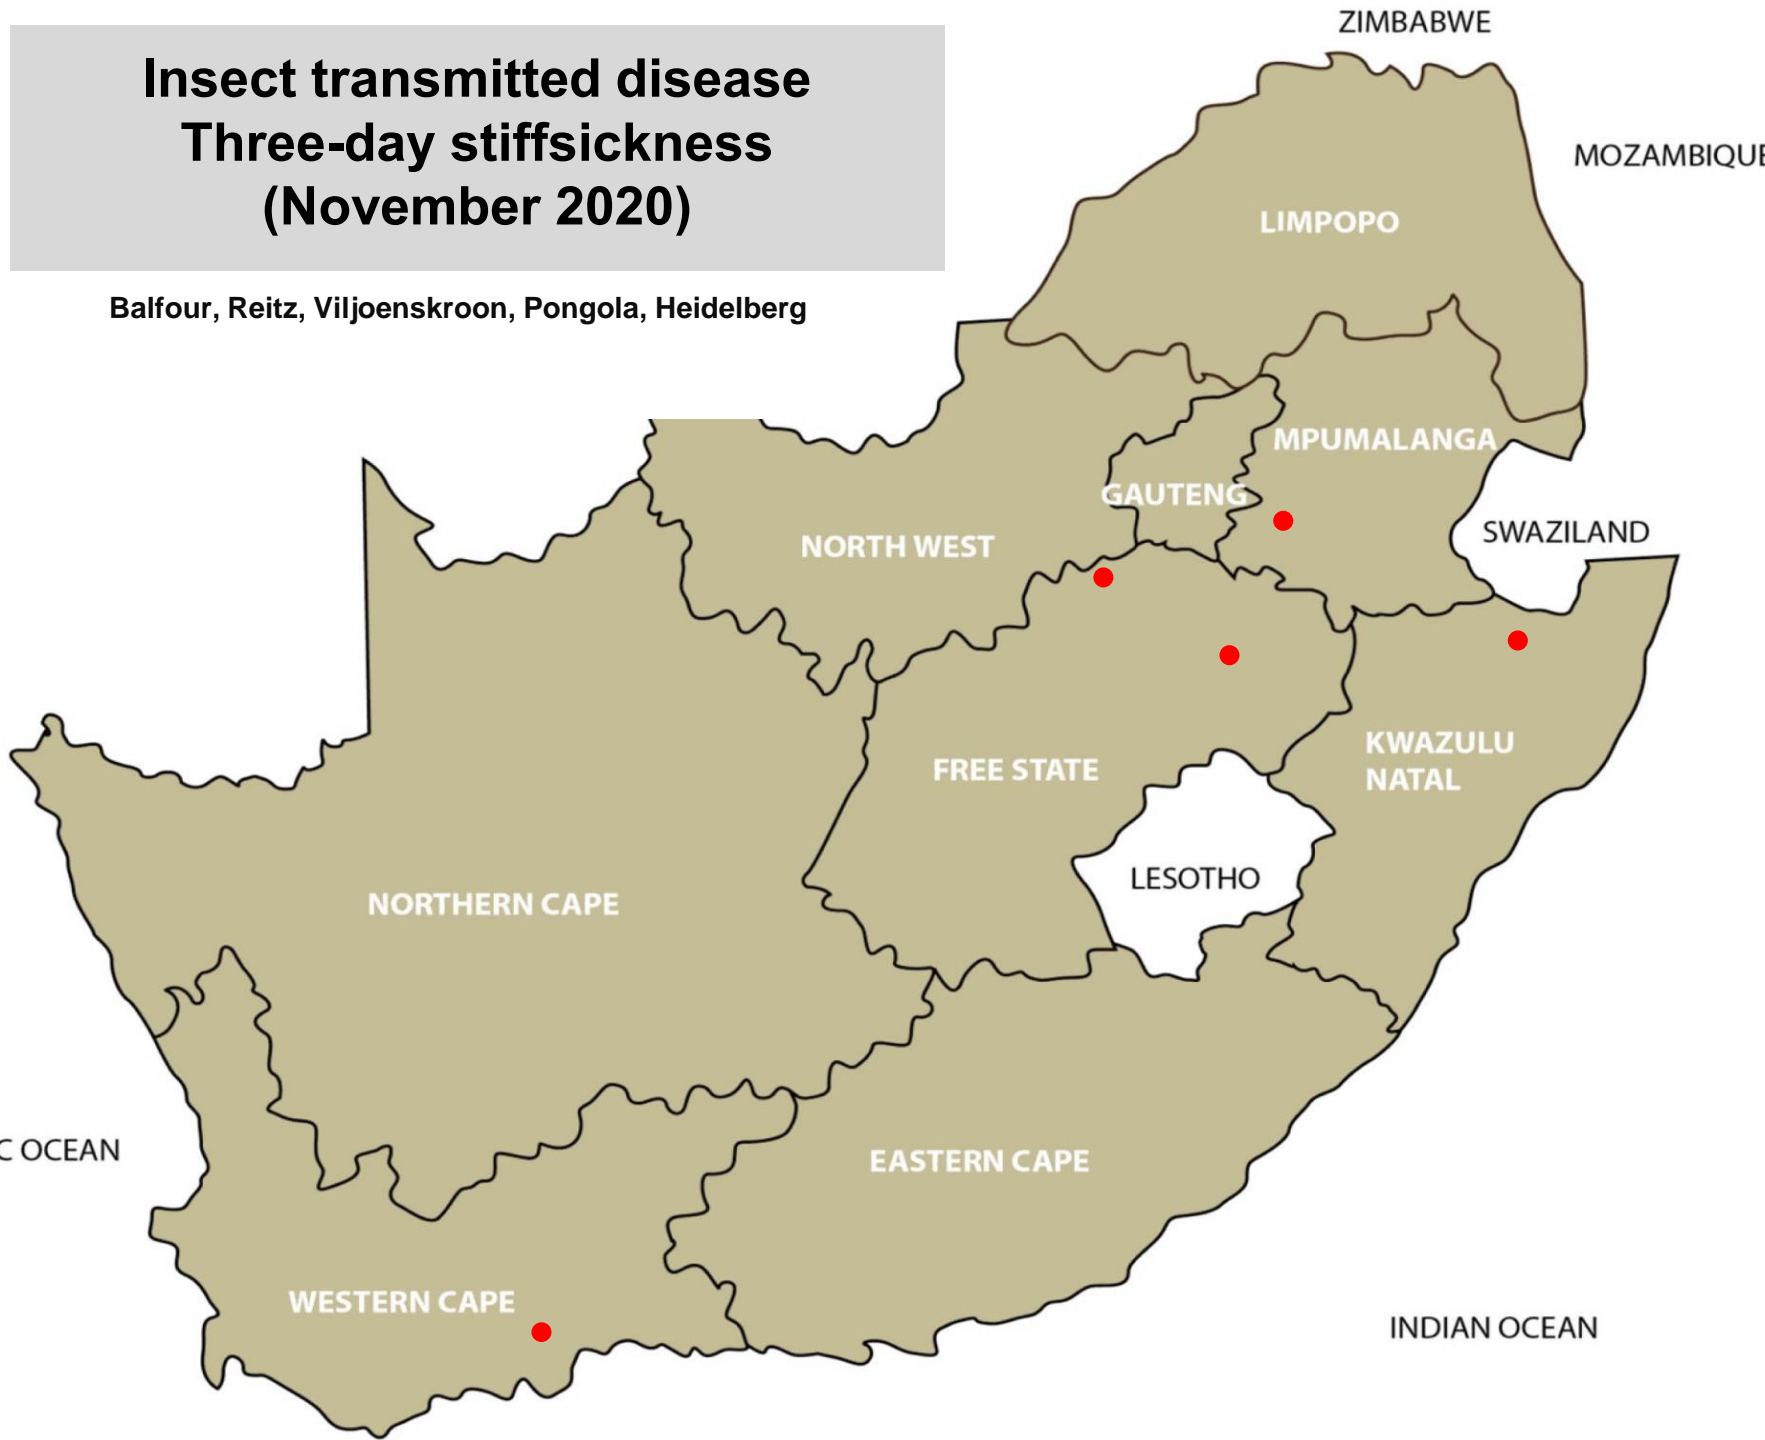 Insect transmitted disease
Three-day stiffsickness
(November 2020)
Balfour, Reitz, Viljoenskroon, Pongola, Heidelberg
ZIMBABWE
MOZAMBIQUE
LIMPOPO
MPUMALANGA
GAUTENG
SWAZILAND
NORTH WEST
KWAZULU
NATAL
FREE STATE
LESOTHO
NORTHERN CAPE
C OCEAN
EASTERN CAPE
WESTERN CAPE
INDIAN OCEAN